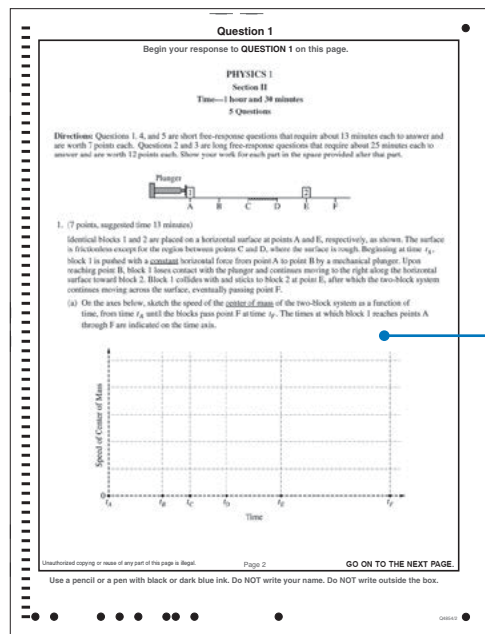 Question 1
Begin your response to QUESTION 1 on this page.
PHYSICS 1
Section II
Time—1 hour and 30 minutes
5 Questions
Directions: Questions 1, 4, and 5 are short free-response questions that require about 13 minutes each to answer and
are worth 7 points each. Questions 2 and 3 are long free-response questions that require about 25 minutes each to
answer and are worth 12 points each. Show your work for each part in the space provided after that part.
Plunger
1 2
A B C D E F
1. (7 points, suggested time 13 minutes)
Identical blocks 1 and 2 are placed on a horizontal surface at points A and E, respectively, as shown. The surface
is frictionless except for the region between points C and D, where the surface is rough. Beginning at time tA,
block 1 is pushed with a constant horizontal force from point A to point B by a mechanical plunger. Upon
reaching point B, block 1 loses contact with the plunger and continues moving to the right along the horizontal
surface toward block 2. Block 1 collides with and sticks to block 2 at point E, after which the two-block system
continues moving across the surface, eventually passing point F.
(a) On the axes below, sketch the speed of the center of mass of the two-block system as a function of
time, from time tA until the blocks pass point F at time tF. The times at which block 1 reaches points A
through F are indicated on the time axis.
Speed of Center of Mass
0
tA tB tC tD tE tF
Time
Unauthorized copying or reuse of any part of this page is illegal.
Page 2
GO ON TO THE NEXT PAGE.
Use a pencil or a pen with black or dark blue ink. Do NOT write your name. Do NOT write outside the box.